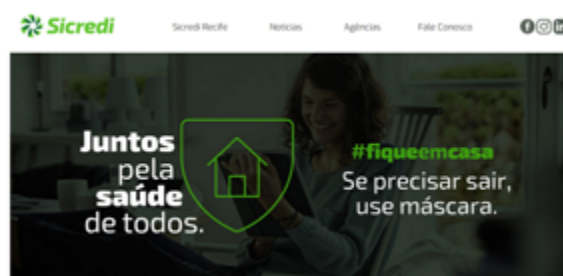 Sicredi
Sicredi Recife
Notícias
Agências
Fale Conosco
Juntos
pela
saúde
de todos.
#fiqueemcasa
Se precisar sair,
use máscara.